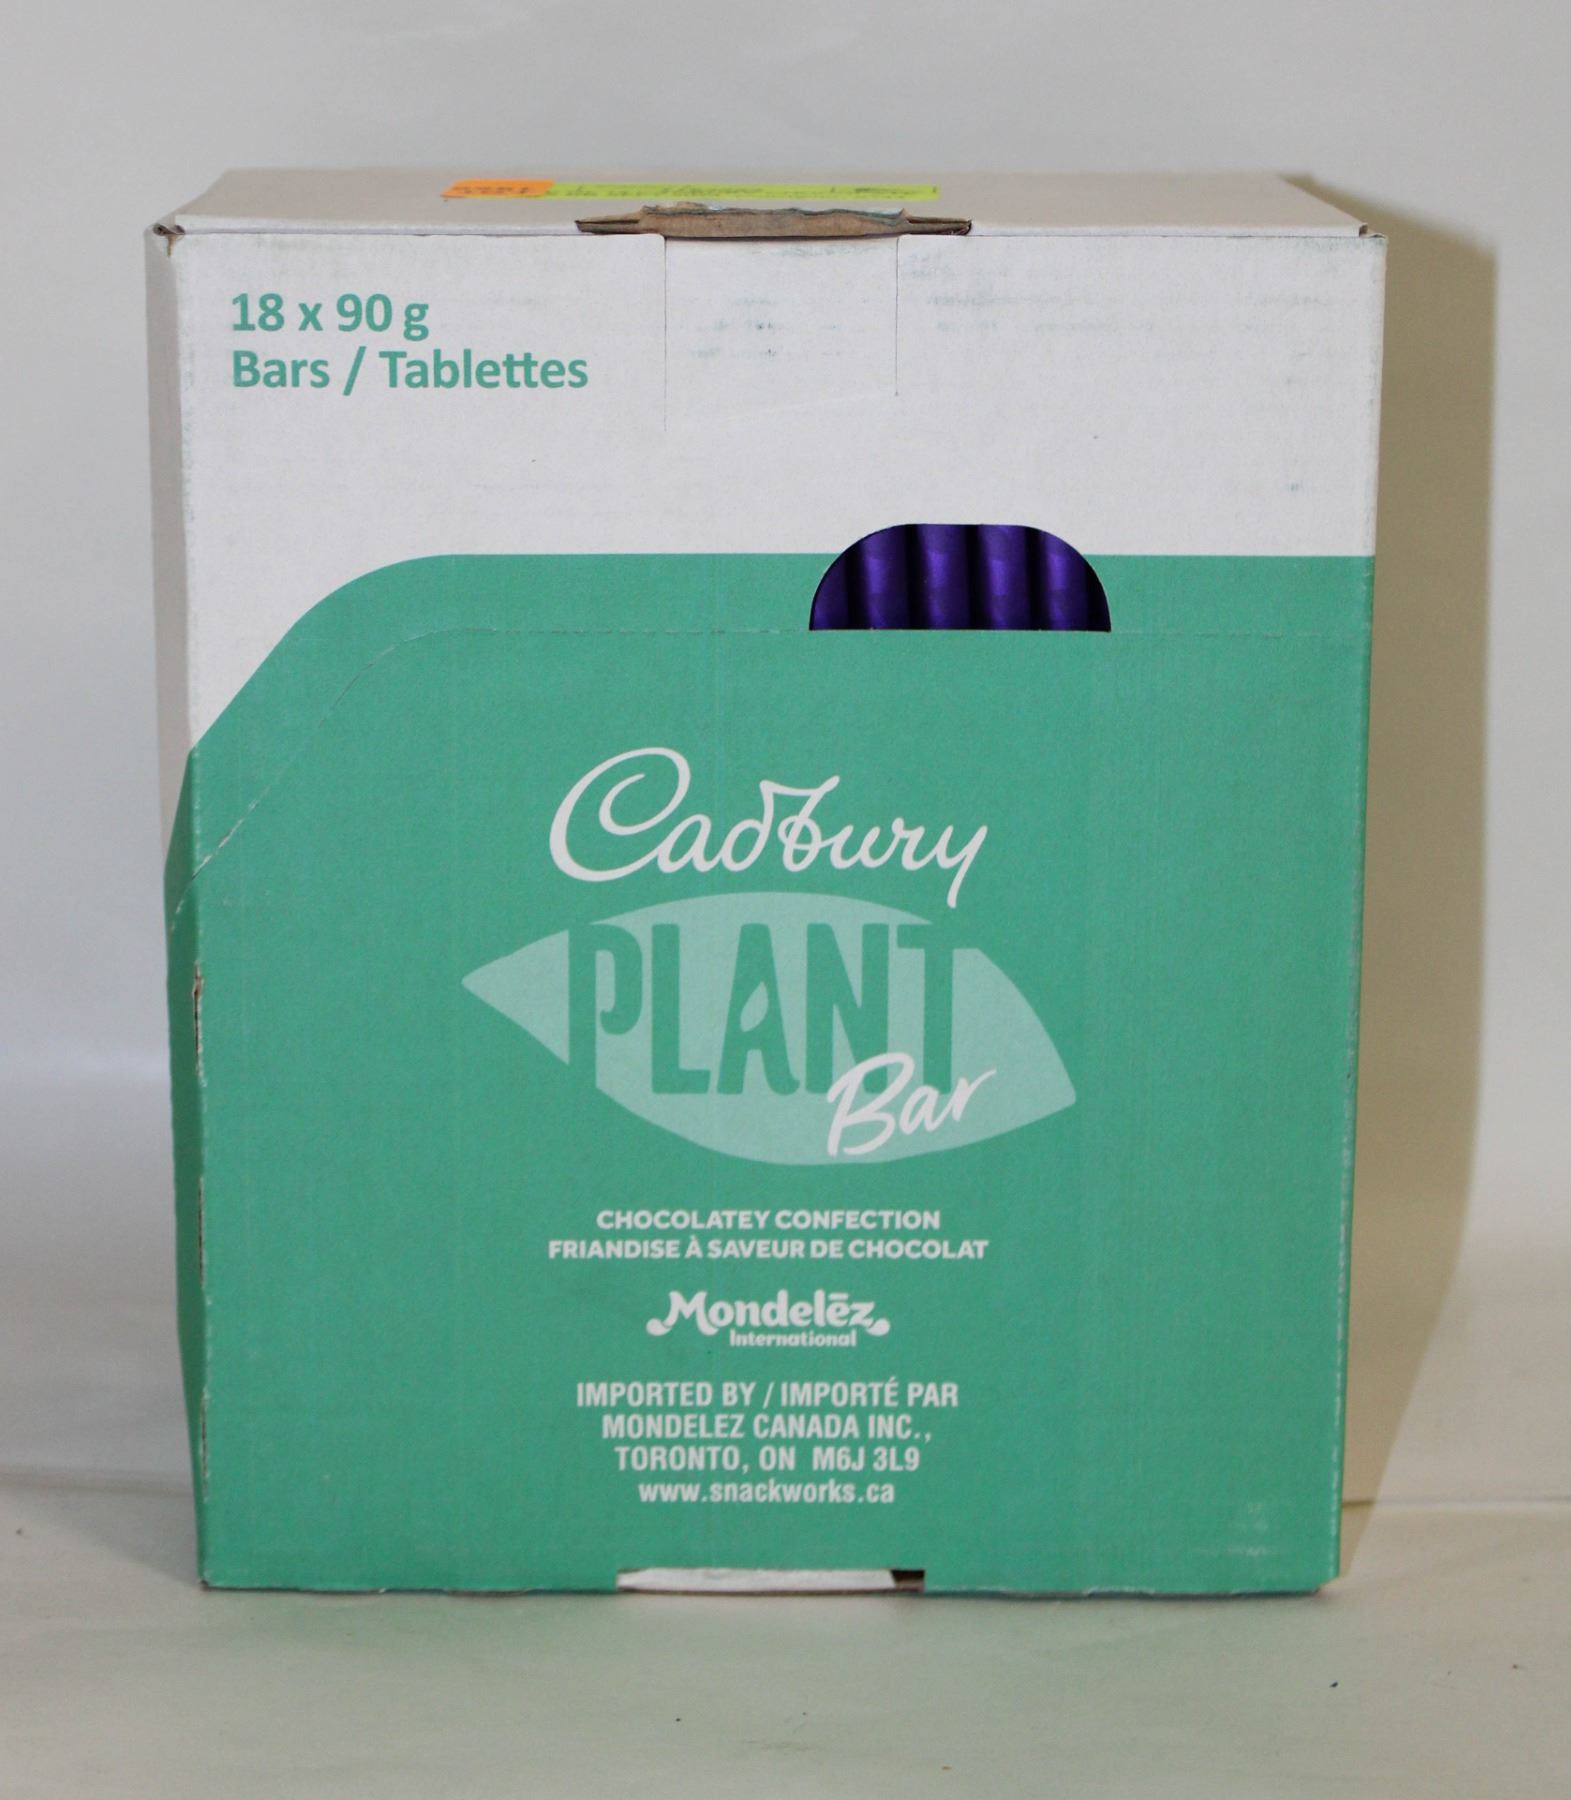 18 x 90 g
Bars / Tablettes
Cadbury
PLANT
Bar
CHOCOLATEY CONFECTION
FRIANDISE À SAVEUR DE CHOCOLAT
Mondelēz
International
IMPORTED BY / IMPORTÉ PAR
MONDELEZ CANADA INC.,
TORONTO, ON M6J 3L9
www.snackworks.ca